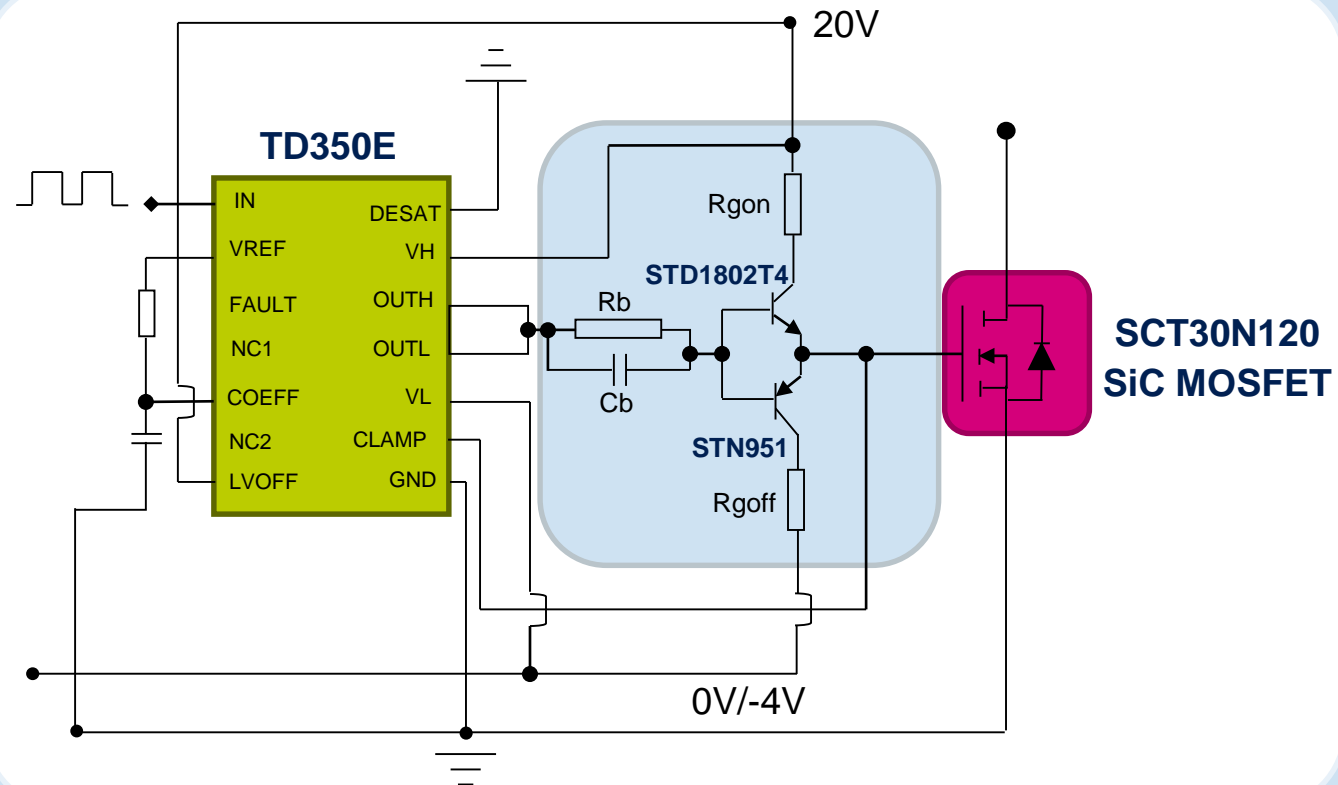 20V
TD350E
IN
DESAT
VREF
VH
FAULT
OUTH
NC1
OUTL
COEFF
VL
NC2
CLAMP
LVOFF
GND
Rgon
STD1802T4
Rb
Cb
STN951
Rgoff
SCT30N120
SiC MOSFET
0V/-4V